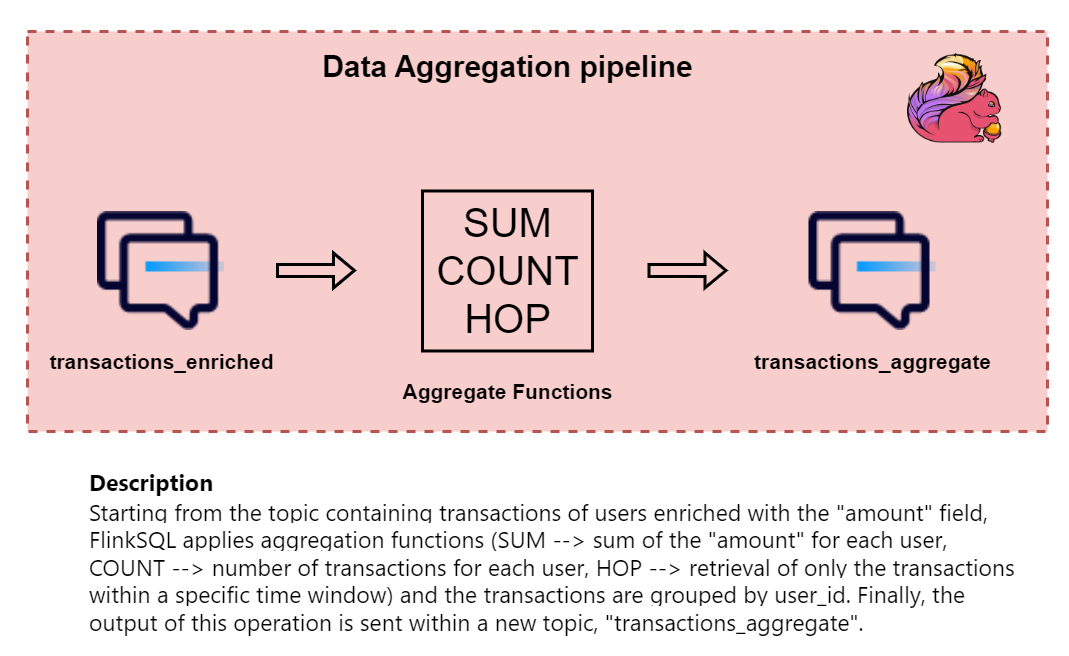 Data Aggregation pipeline
SUM
COUNT
HOP
transactions_enriched
transactions_aggregate
Aggregate Functions
Description
Starting from the topic containing transactions of users enriched with the "amount" field,
FlinkSQL applies aggregation functions (SUM --> sum of the "amount" for each user,
COUNT --> number of transactions for each user, HOP --> retrieval of only the transactions
within a specific time window) and the transactions are grouped by user_id. Finally, the
output of this operation is sent within a new topic, "transactions_aggregate".